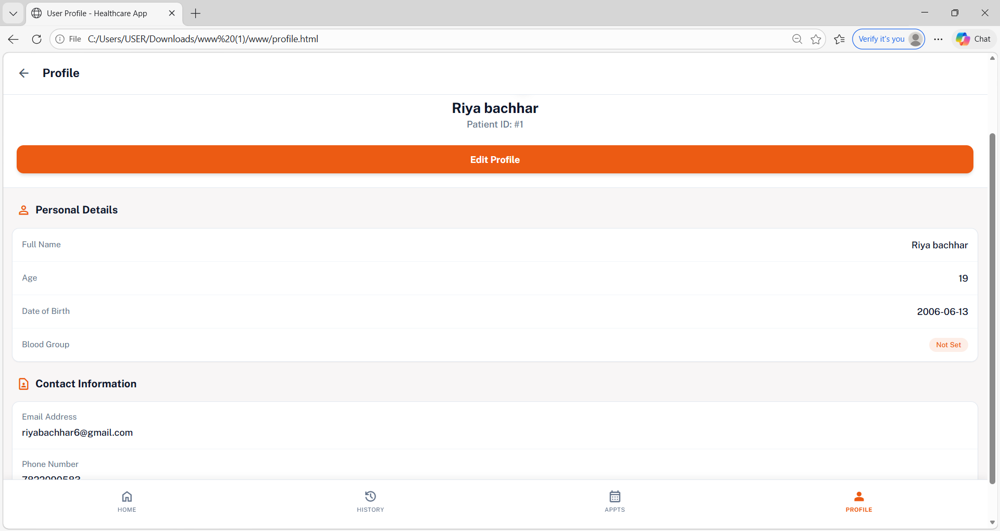 User Profile - Healthcare App
File C:/Users/USER/Downloads/www%20(1)/www/profile.html
Verify it's you
Chat
Profile
Riya bachhar
Patient ID: #1
Edit Profile
Personal Details
Full Name
Riya bachhar
Age
19
Date of Birth
2006-06-13
Blood Group
Not Set
Contact Information
Email Address
riyabachhar6@gmail.com
Phone Number
HOME
HISTORY
APPTS
PROFILE